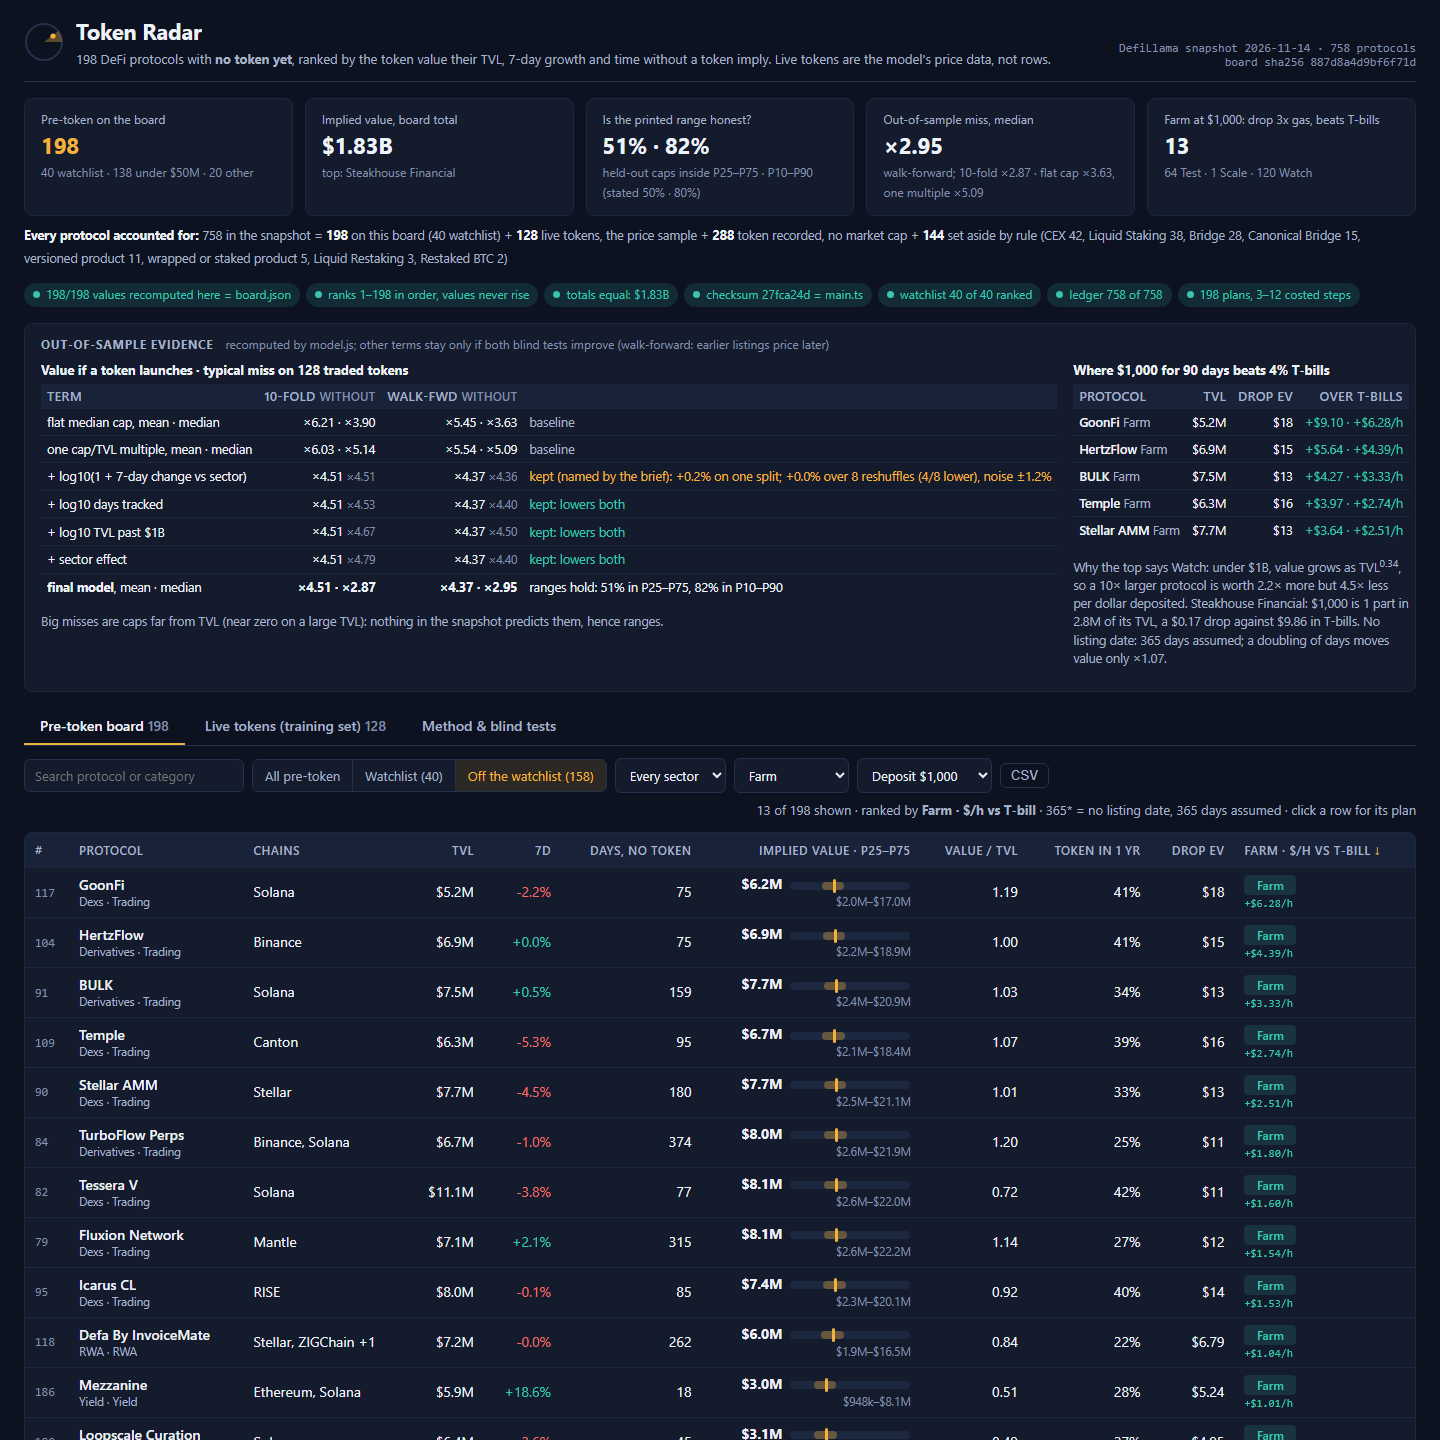 Token Radar
198 DeFi protocols with no token yet, ranked by the token value their TVL, 7-day growth and time without a token imply. Live tokens are the model's price data, not rows.
DefiLlama snapshot 2026-11-14 · 758 protocols
board sha256 887d8a4d9bf6f71d
Pre-token on the board
198
40 watchlist · 138 under $50M · 20 other
Implied value, board total
$1.83B
top: Steakhouse Financial
Is the printed range honest?
51% · 82%
held-out caps inside P25–P75 · P10–P90
(stated 50% · 80%)
Out-of-sample miss, median
×2.95
walk-forward; 10-fold ×2.87 · flat cap ×3.63,
one multiple ×5.09
Farm at $1,000: drop 3x gas, beats T-bills
13
64 Test · 1 Scale · 120 Watch
Every protocol accounted for: 758 in the snapshot = 198 on this board (40 watchlist) + 128 live tokens, the price sample + 288 token recorded, no market cap + 144 set aside by rule (CEX 42, Liquid Staking 38, Bridge 28, Canonical Bridge 15,
versioned product 11, wrapped or staked product 5, Liquid Restaking 3, Restaked BTC 2)
198/198 values recomputed here = board.json
ranks 1–198 in order, values never rise
totals equal: $1.83B
checksum 27fca24d = main.ts
watchlist 40 of 40 ranked
ledger 758 of 758
198 plans, 3–12 costed steps
OUT-OF-SAMPLE EVIDENCE recomputed by model.js; other terms stay only if both blind tests improve (walk-forward: earlier listings price later)
Value if a token launches · typical miss on 128 traded tokens
TERM 10-FOLD WITHOUT WALK-FWD WITHOUT
flat median cap, mean · median ×6.21 · ×3.90 ×5.45 · ×3.63 baseline
one cap/TVL multiple, mean · median ×6.03 · ×5.14 ×5.54 · ×5.09 baseline
+ log10(1 + 7-day change vs sector) ×4.51 ×4.51 ×4.37 ×4.36 kept (named by the brief): +0.2% on one split; +0.0% over 8 reshuffles (4/8 lower), noise ±1.2%
+ log10 days tracked ×4.51 ×4.53 ×4.37 ×4.40 kept: lowers both
+ log10 TVL past $1B ×4.51 ×4.67 ×4.37 ×4.50 kept: lowers both
+ sector effect ×4.51 ×4.79 ×4.37 ×4.40 kept: lowers both
final model, mean · median ×4.51 · ×2.87 ×4.37 · ×2.95 ranges hold: 51% in P25–P75, 82% in P10–P90
Big misses are caps far from TVL (near zero on a large TVL): nothing in the snapshot predicts them, hence ranges.
Where $1,000 for 90 days beats 4% T-bills
PROTOCOL TVL DROP EV OVER T-BILLS
GoonFi Farm $5.2M $18 +$9.10 · +$6.28/h
HertzFlow Farm $6.9M $15 +$5.64 · +$4.39/h
BULK Farm $7.5M $13 +$4.27 · +$3.33/h
Temple Farm $6.3M $16 +$3.97 · +$2.74/h
Stellar AMM Farm $7.7M $13 +$3.64 · +$2.51/h
Why the top says Watch: under $1B, value grows as TVL0.34,
so a 10× larger protocol is worth 2.2× more but 4.5× less
per dollar deposited. Steakhouse Financial: $1,000 is 1 part in
2.8M of its TVL, a $0.17 drop against $9.86 in T-bills. No
listing date: 365 days assumed; a doubling of days moves
value only ×1.07.
Pre-token board 198
Live tokens (training set) 128
Method & blind tests
Search protocol or category
All pre-token
Watchlist (40)
Off the watchlist (158)
Every sector
Farm
Deposit $1,000
CSV
13 of 198 shown · ranked by Farm · $/h vs T-bill · 365* = no listing date, 365 days assumed · click a row for its plan
# PROTOCOL CHAINS TVL 7D DAYS, NO TOKEN IMPLIED VALUE · P25–P75 VALUE / TVL TOKEN IN 1 YR DROP EV FARM · $/H VS T-BILL ↓
117 GoonFi Solana $5.2M -2.2% 75 $6.2M 1.19 41% $18 Farm
Dexs · Trading $2.0M–$17.0M +$6.28/h
104 HertzFlow Binance $6.9M +0.0% 75 $6.9M 1.00 41% $15 Farm
Derivatives · Trading $2.2M–$18.9M +$4.39/h
91 BULK Solana $7.5M +0.5% 159 $7.7M 1.03 34% $13 Farm
Derivatives · Trading $2.4M–$20.9M +$3.33/h
109 Temple Canton $6.3M -5.3% 95 $6.7M 1.07 39% $16 Farm
Dexs · Trading $2.1M–$18.4M +$2.74/h
90 Stellar AMM Stellar $7.7M -4.5% 180 $7.7M 1.01 33% $13 Farm
Dexs · Trading $2.5M–$21.1M +$2.51/h
84 TurboFlow Perps Binance, Solana $6.7M -1.0% 374 $8.0M 1.20 25% $11 Farm
Derivatives · Trading $2.6M–$21.9M +$1.80/h
82 Tessera V Solana $11.1M -3.8% 77 $8.1M 0.72 42% $11 Farm
Dexs · Trading $2.6M–$22.0M +$1.60/h
79 Fluxion Network Mantle $7.1M +2.1% 315 $8.1M 1.14 27% $12 Farm
Dexs · Trading $2.6M–$22.2M +$1.54/h
95 Icarus CL RISE $8.0M -0.1% 85 $7.4M 0.92 40% $14 Farm
Dexs · Trading $2.3M–$20.1M +$1.53/h
118 Defa By InvoiceMate Stellar, ZIGChain +1 $7.2M -0.0% 262 $6.0M 0.84 22% $6.79 Farm
RWA · RWA $1.9M–$16.5M +$1.04/h
186 Mezzanine Ethereum, Solana $5.9M +18.6% 18 $3.0M 0.51 28% $5.24 Farm
Yield · Yield $948k–$8.1M +$1.01/h
Loopscale Curation $3.1M Farm